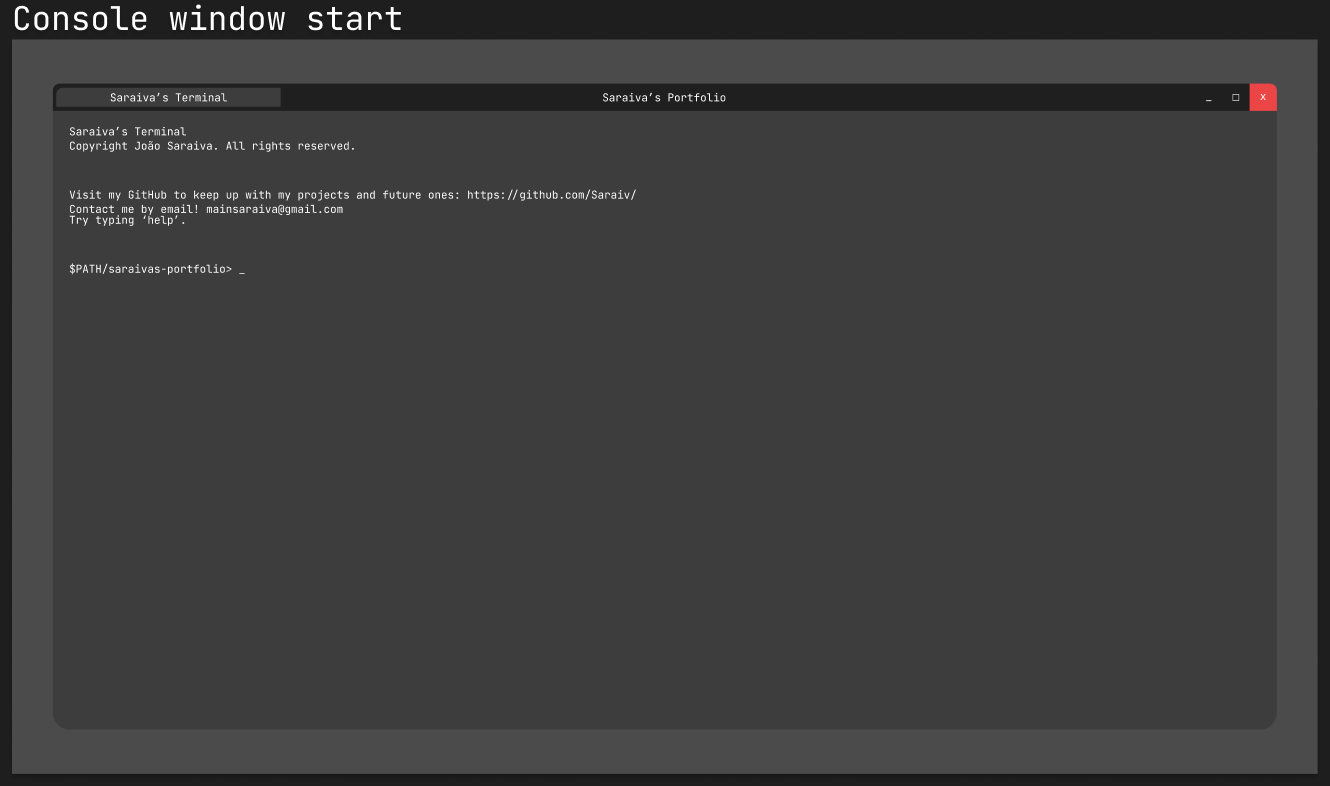 Console window start
Saraiva’s Terminal
Saraiva’s Portfolio
_ □ x
Saraiva’s Terminal
Copyright João Saraiva. All rights reserved.
Visit my GitHub to keep up with my projects and future ones: https://github.com/Saraiv/
Contact me by email! mainsaraiva@gmail.com
Try typing ‘help’.
$PATH/saraivas-portfolio> _